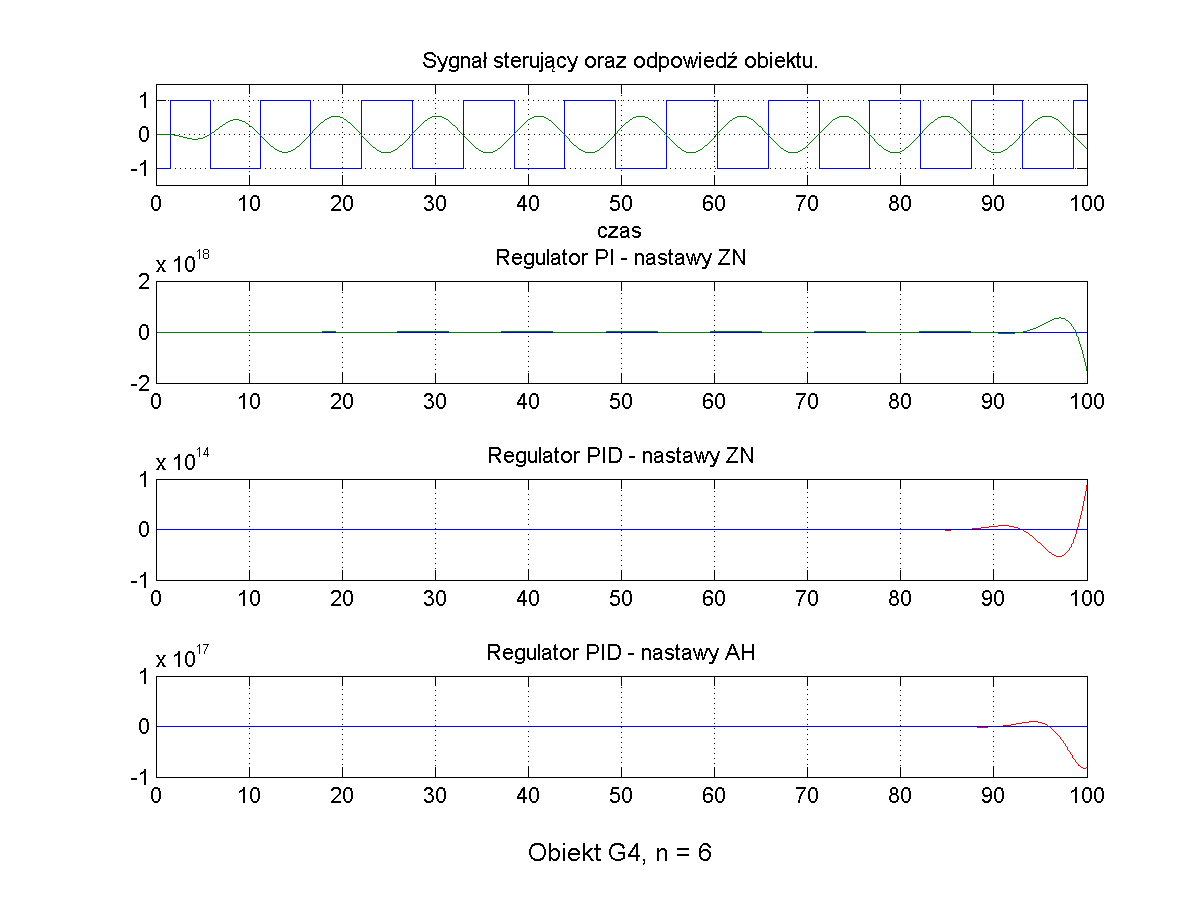 Sygnał sterujący oraz odpowiedź obiektu.
1
0
-1
0 10 20 30 40 50 60 70 80 90 100
czas
Regulator PI - nastawy ZN
x 10^18
2
0
-2
0 10 20 30 40 50 60 70 80 90 100
Regulator PID - nastawy ZN
x 10^14
1
0
-1
0 10 20 30 40 50 60 70 80 90 100
Regulator PID - nastawy AH
x 10^17
1
0
-1
0 10 20 30 40 50 60 70 80 90 100
Obiekt G4, n = 6